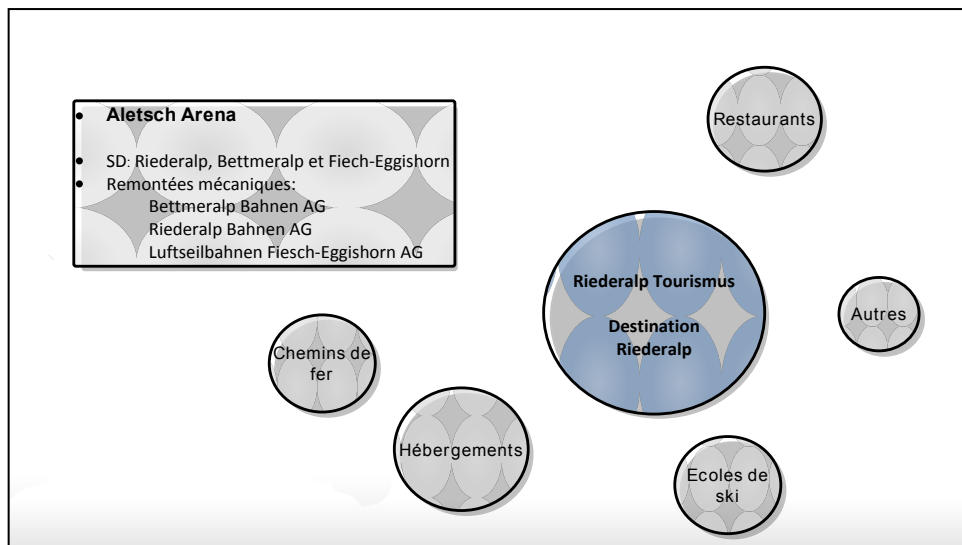 • Aletsch Arena
• SD: Riederalp, Bettmeralp et Fiech-Eggishorn
• Remontées mécaniques:
Bettmeralp Bahnen AG
Riederalp Bahnen AG
Luftseilbahnen Fiesch-Eggishorn AG
Restaurants
Riederalp Tourismus
Destination
Riederalp
Autres
Chemins de
fer
Hébergements
Ecoles de
ski